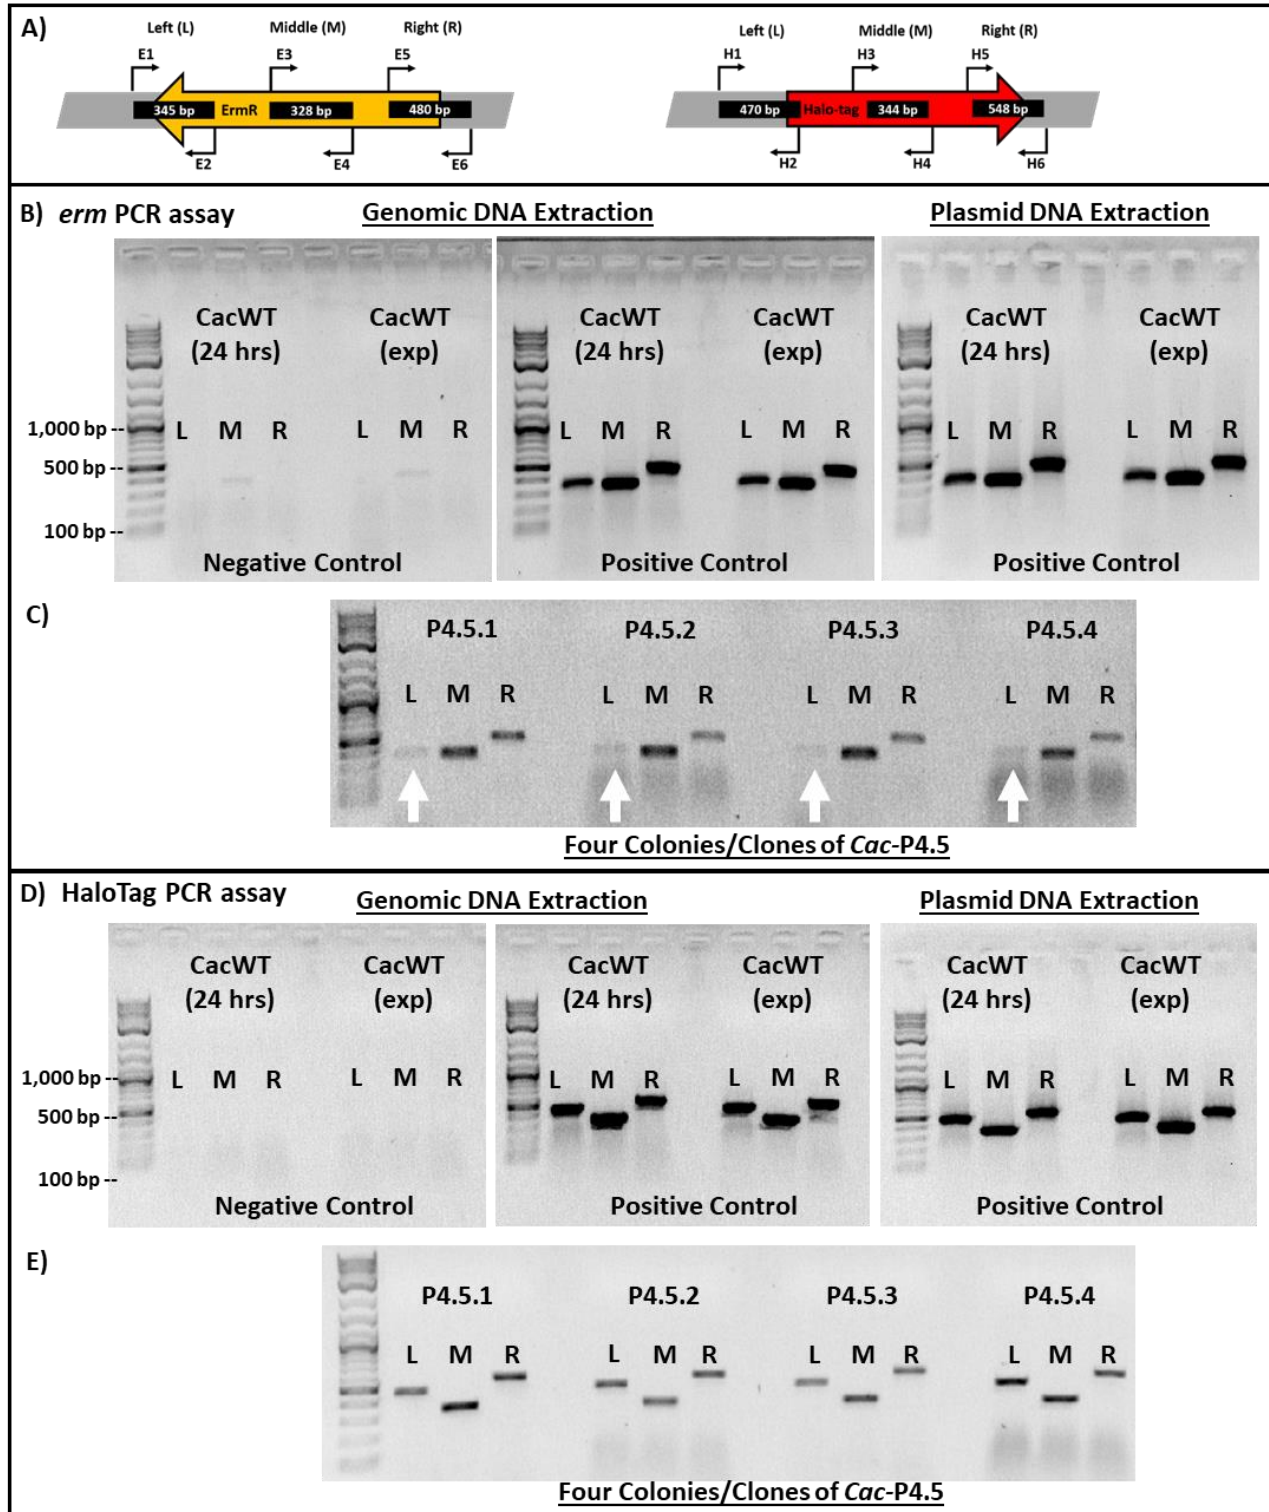 A)
Left (L) Middle (M) Right (R) Left (L) Middle (M) Right (R)
E1 E3 E5 H1 H3 H5
345 bp ErmR 328 bp 480 bp 470 bp Halo-tag 344 bp 548 bp
E2 E4 E6 H2 H4 H6
B) erm PCR assay Genomic DNA Extraction Plasmid DNA Extraction
CacWT CacWT CacWT CacWT CacWT CacWT
(24 hrs) (exp) (24 hrs) (exp) (24 hrs) (exp)
1,000 bp -- L M R L M R L M R L M R L M R L M R
500 bp --
100 bp --
Negative Control Positive Control Positive Control
C)
P4.5.1 P4.5.2 P4.5.3 P4.5.4
L M R L M R L M R L M R
Four Colonies/Clones of Cac-P4.5
D) HaloTag PCR assay Genomic DNA Extraction Plasmid DNA Extraction
CacWT CacWT CacWT CacWT CacWT CacWT
(24 hrs) (exp) (24 hrs) (exp) (24 hrs) (exp)
1,000 bp -- L M R L M R L M R L M R L M R L M R
500 bp --
100 bp --
Negative Control Positive Control Positive Control
E)
P4.5.1 P4.5.2 P4.5.3 P4.5.4
L M R L M R L M R L M R
Four Colonies/Clones of Cac-P4.5